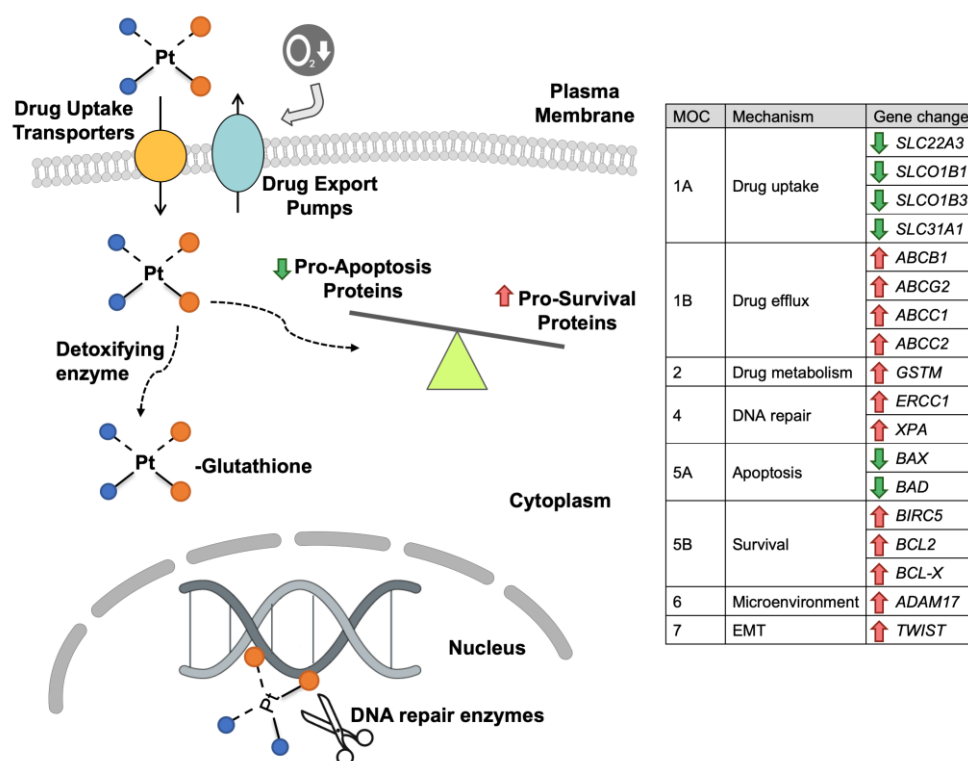 Pt
O2
Drug Uptake
Transporters
Plasma
Membrane
Drug Export
Pumps
Pt
Pro-Apoptosis
Proteins
Pro-Survival
Proteins
Detoxifying
enzyme
Pt
-Glutathione
Cytoplasm
Nucleus
Pt
DNA repair enzymes
MOC Mechanism Gene change
1A Drug uptake
SLC22A3
SLCO1B1
SLCO1B3
SLC31A1
1B Drug efflux
ABCB1
ABCG2
ABCC1
ABCC2
2 Drug metabolism GSTM
4 DNA repair
ERCC1
XPA
5A Apoptosis
BAX
BAD
5B Survival
BIRC5
BCL2
BCL-X
6 Microenvironment ADAM17
7 EMT TWIST